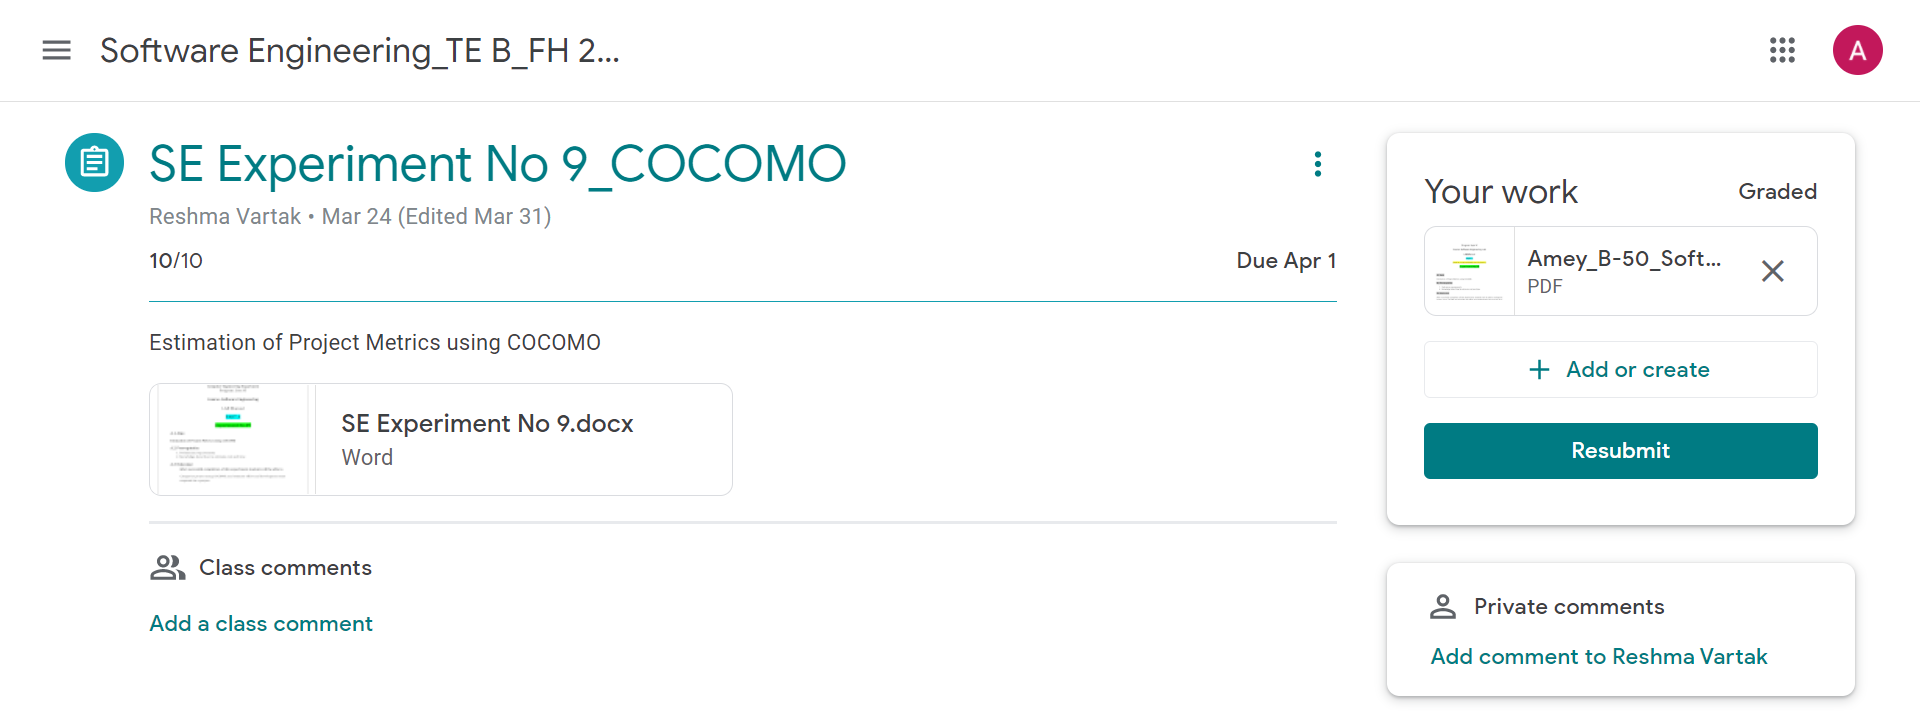 Software Engineering_TE B_FH 2...
A
SE Experiment No 9_COCOMO
Reshma Vartak • Mar 24 (Edited Mar 31)
10/10
Due Apr 1
Estimation of Project Metrics using COCOMO
SE Experiment No 9.docx
Word
Class comments
Add a class comment
Your work
Graded
Amey_B-50_Soft...
PDF
Add or create
Resubmit
Private comments
Add comment to Reshma Vartak